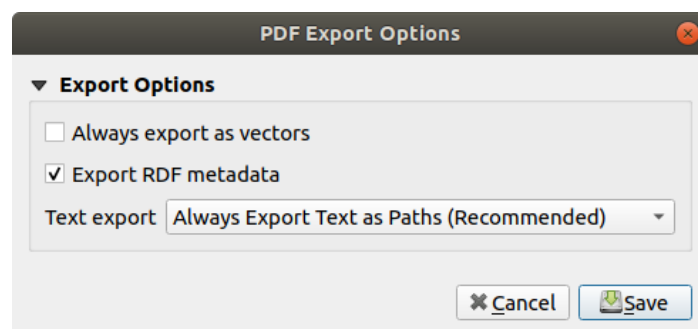 PDF Export Options
Export Options
Always export as vectors
Export RDF metadata
Text export Always Export Text as Paths (Recommended)
Cancel Save